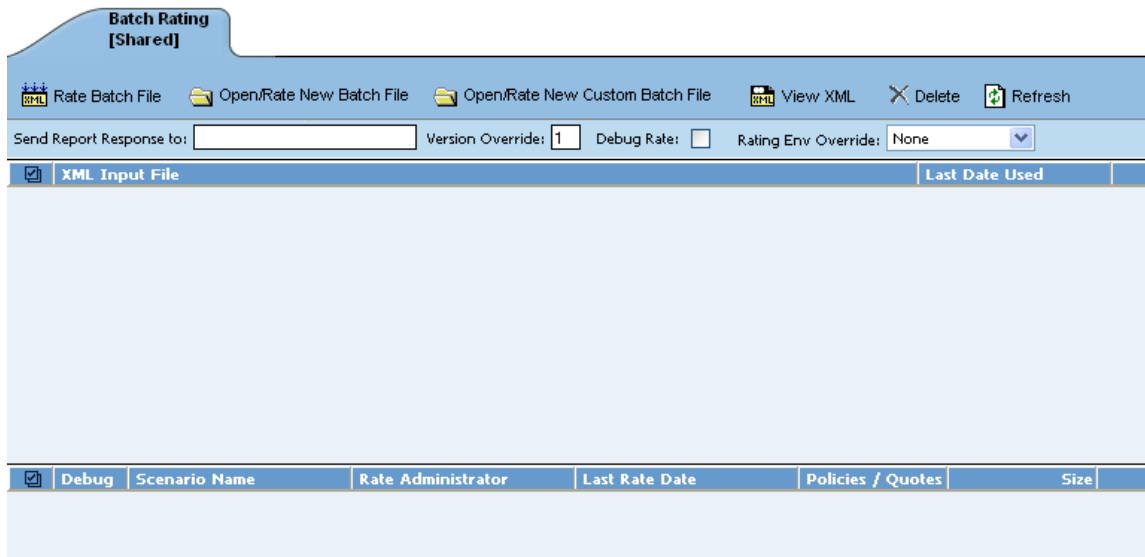 Batch Rating
[Shared]
XML Rate Batch File Open/Rate New Batch File Open/Rate New Custom Batch File XML View XML Delete Refresh
Send Report Response to: Version Override: 1 Debug Rate: Rating Env Override: None
XML Input File Last Date Used
Debug Scenario Name Rate Administrator Last Rate Date Policies / Quotes Size